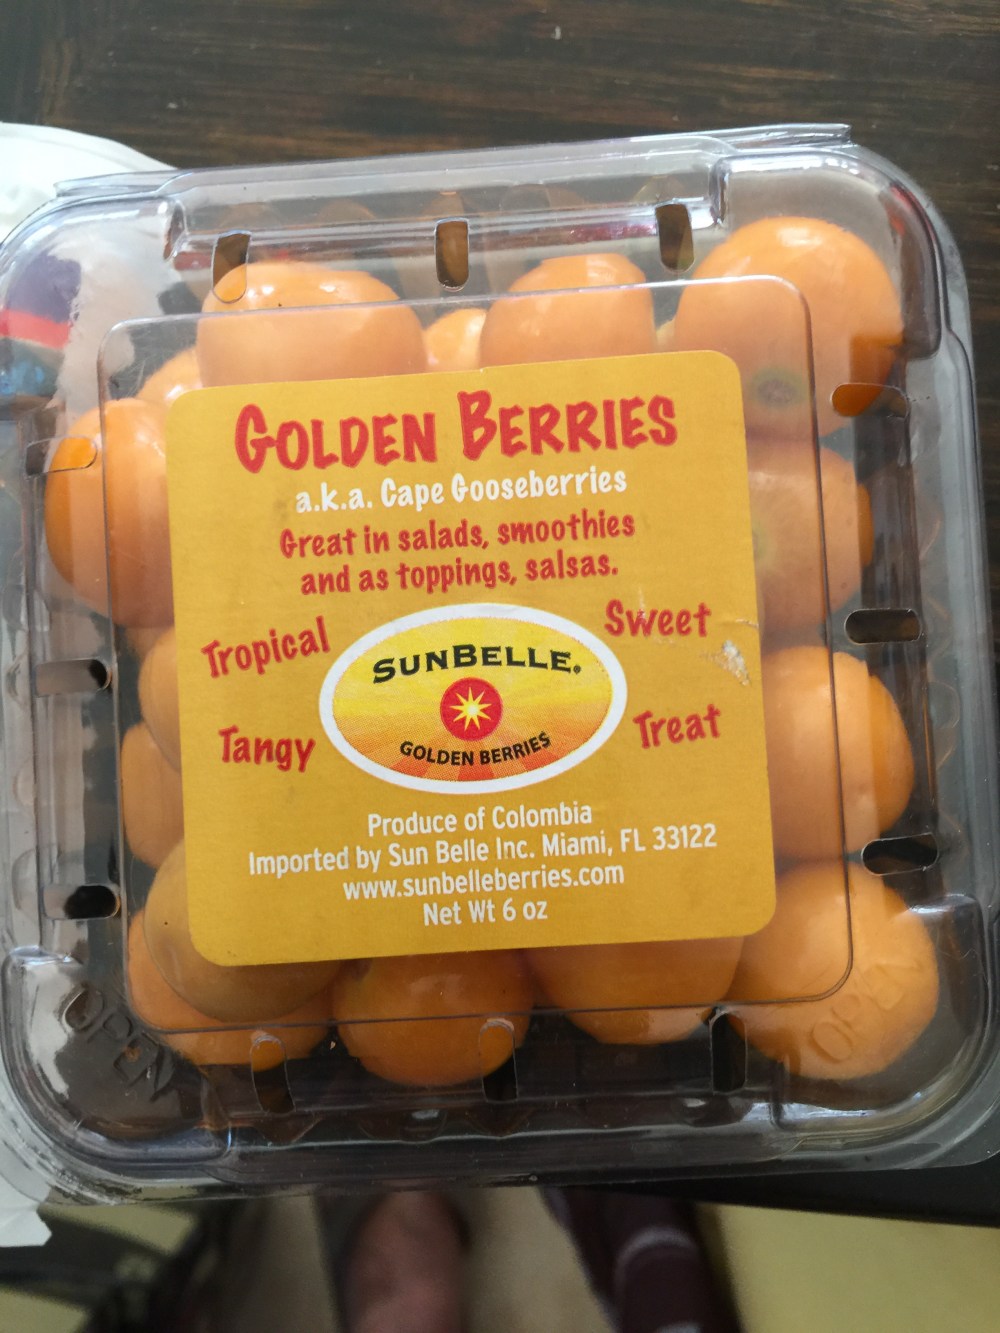 GOLDEN BERRIES
a.k.a. Cape Gooseberries
Great in salads, smoothies
and as toppings, salsas.
Tropical
Sweet
Tangy
Treat
SUNBELLE®
GOLDEN BERRIES
Produce of Colombia
Imported by Sun Belle Inc. Miami, FL 33122
www.sunbelleberries.com
Net Wt 6 oz
OPEN
OPEN